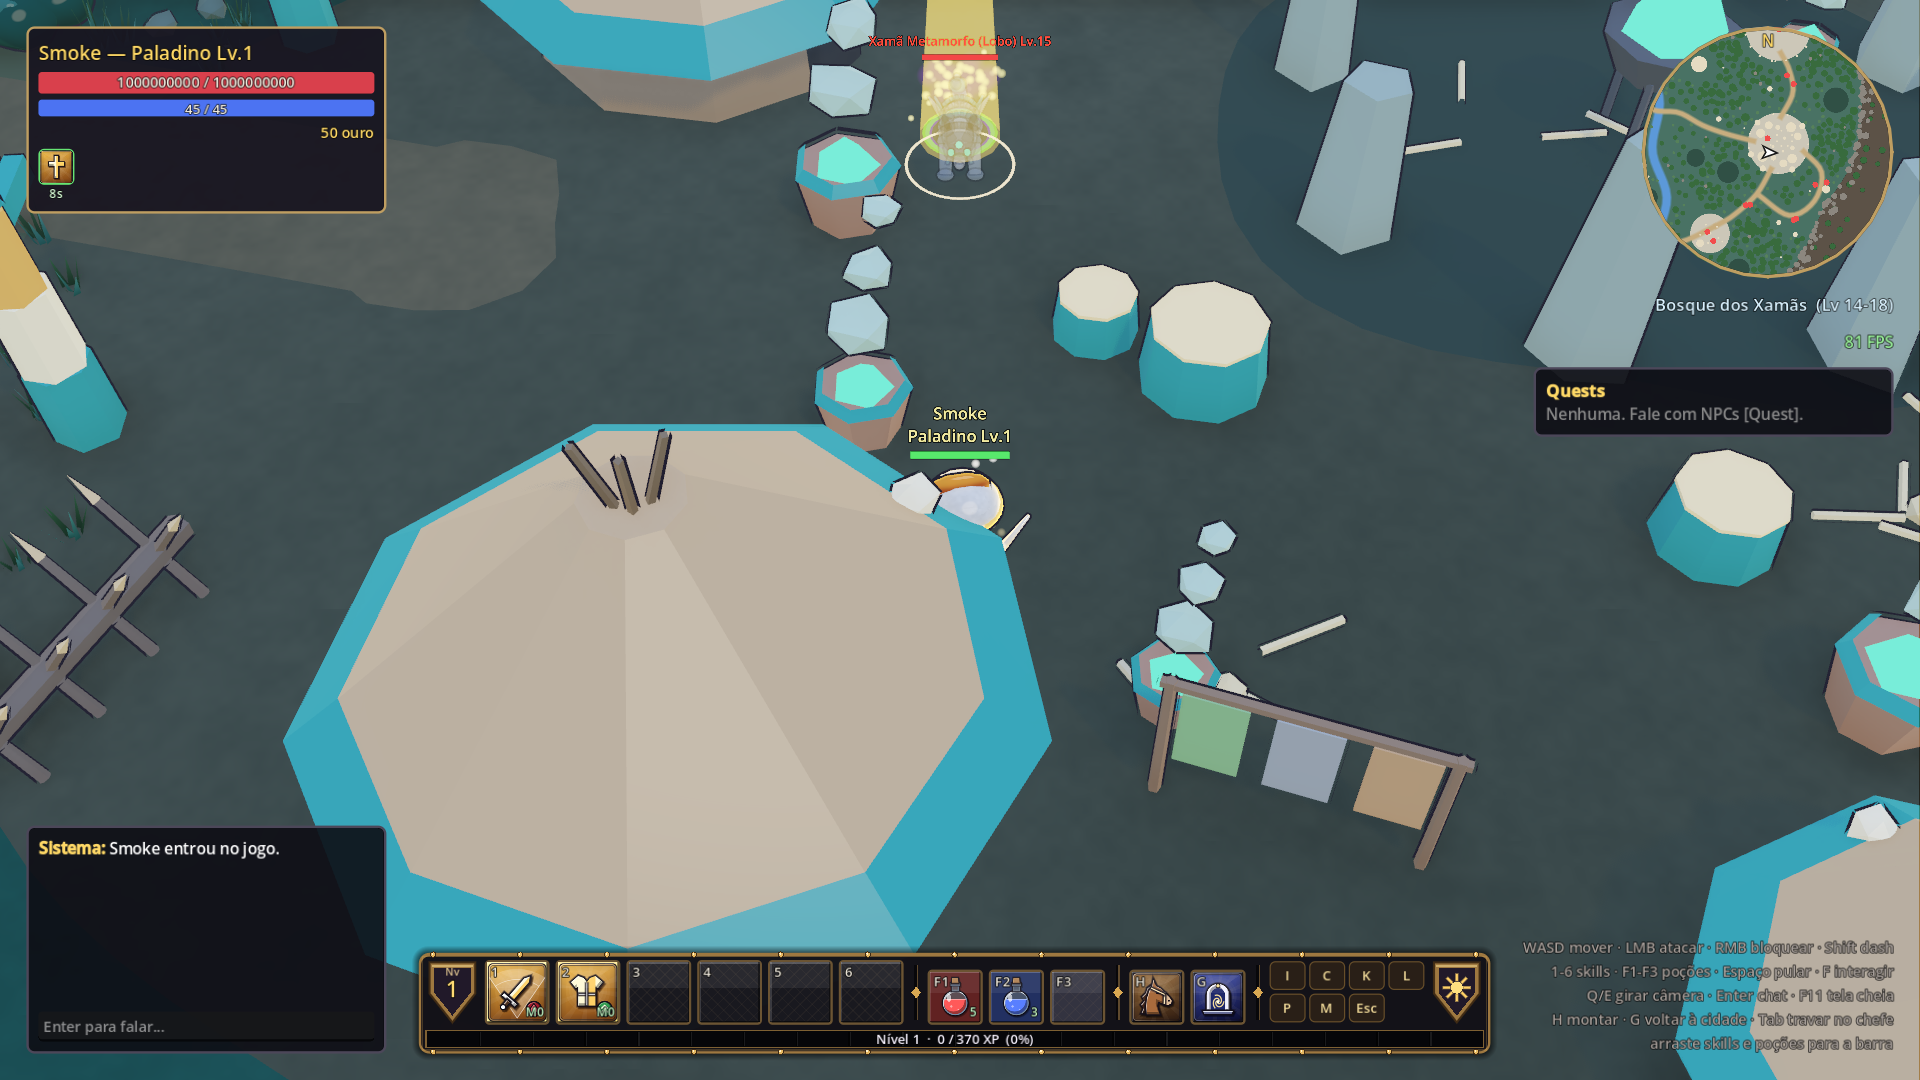 Smoke — Paladino Lv.1
1000000000 / 1000000000
45 / 45
50 ouro
8s
Xamã Metamorfo (Lobo) Lv.15
N
Bosque dos Xamãs (Lv 14-18)
81 FPS
Quests
Nenhuma. Fale com NPCs [Quest].
Smoke
Paladino Lv.1
Sistema: Smoke entrou no jogo.
Enter para falar...
Nv
1
1 M0
2 M0
3
4
5
6
F1 5
F2 3
F3
H
G
I C K L
P M Esc
Nível 1 · 0 / 370 XP (0%)
WASD mover · LMB atacar · RMB bloquear · Shift dash
1-6 skills · F1-F3 poções · Espaço pular · F interagir
Q/E girar câmera · Enter chat · F11 tela cheia
H montar · G voltar à cidade · Tab travar no chefe
arraste skills e poções para a barra